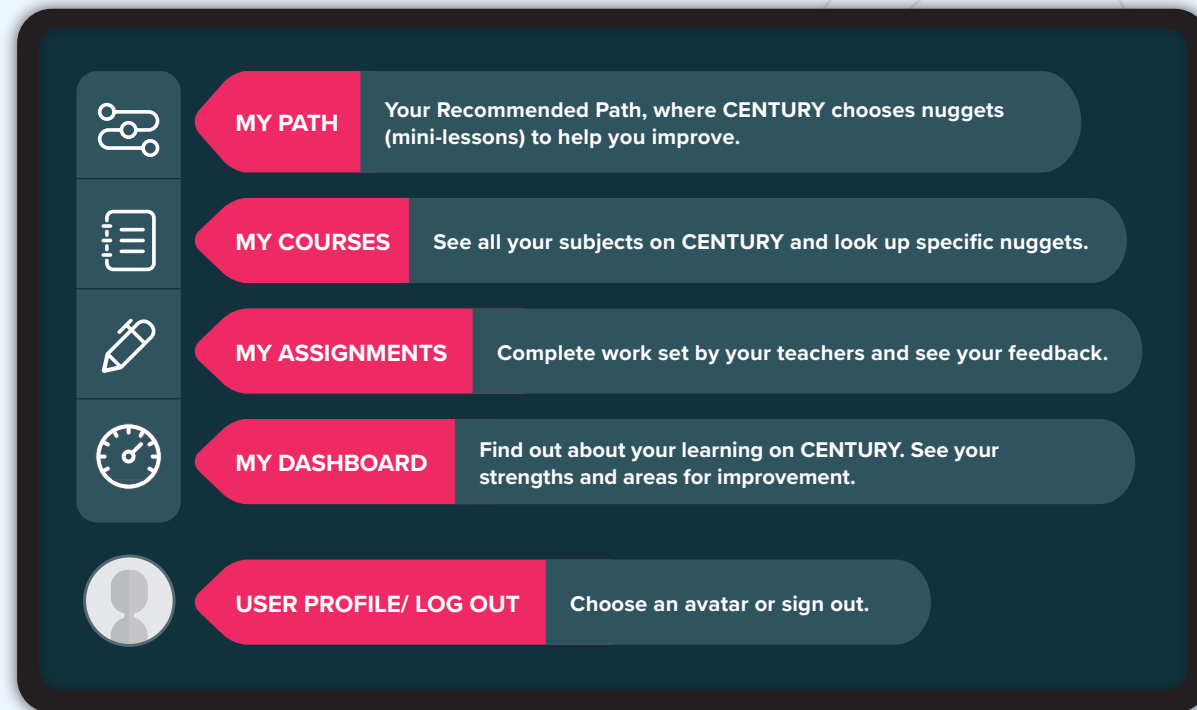 MY PATH
Your Recommended Path, where CENTURY chooses nuggets
(mini-lessons) to help you improve.
MY COURSES
See all your subjects on CENTURY and look up specific nuggets.
MY ASSIGNMENTS
Complete work set by your teachers and see your feedback.
MY DASHBOARD
Find out about your learning on CENTURY. See your
strengths and areas for improvement.
USER PROFILE/ LOG OUT
Choose an avatar or sign out.